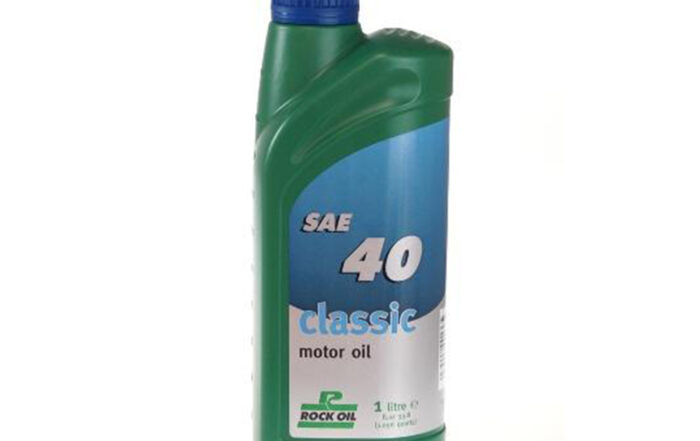 SAE
40
classic
motor oil
R
ROCK OIL
1 litre ℮